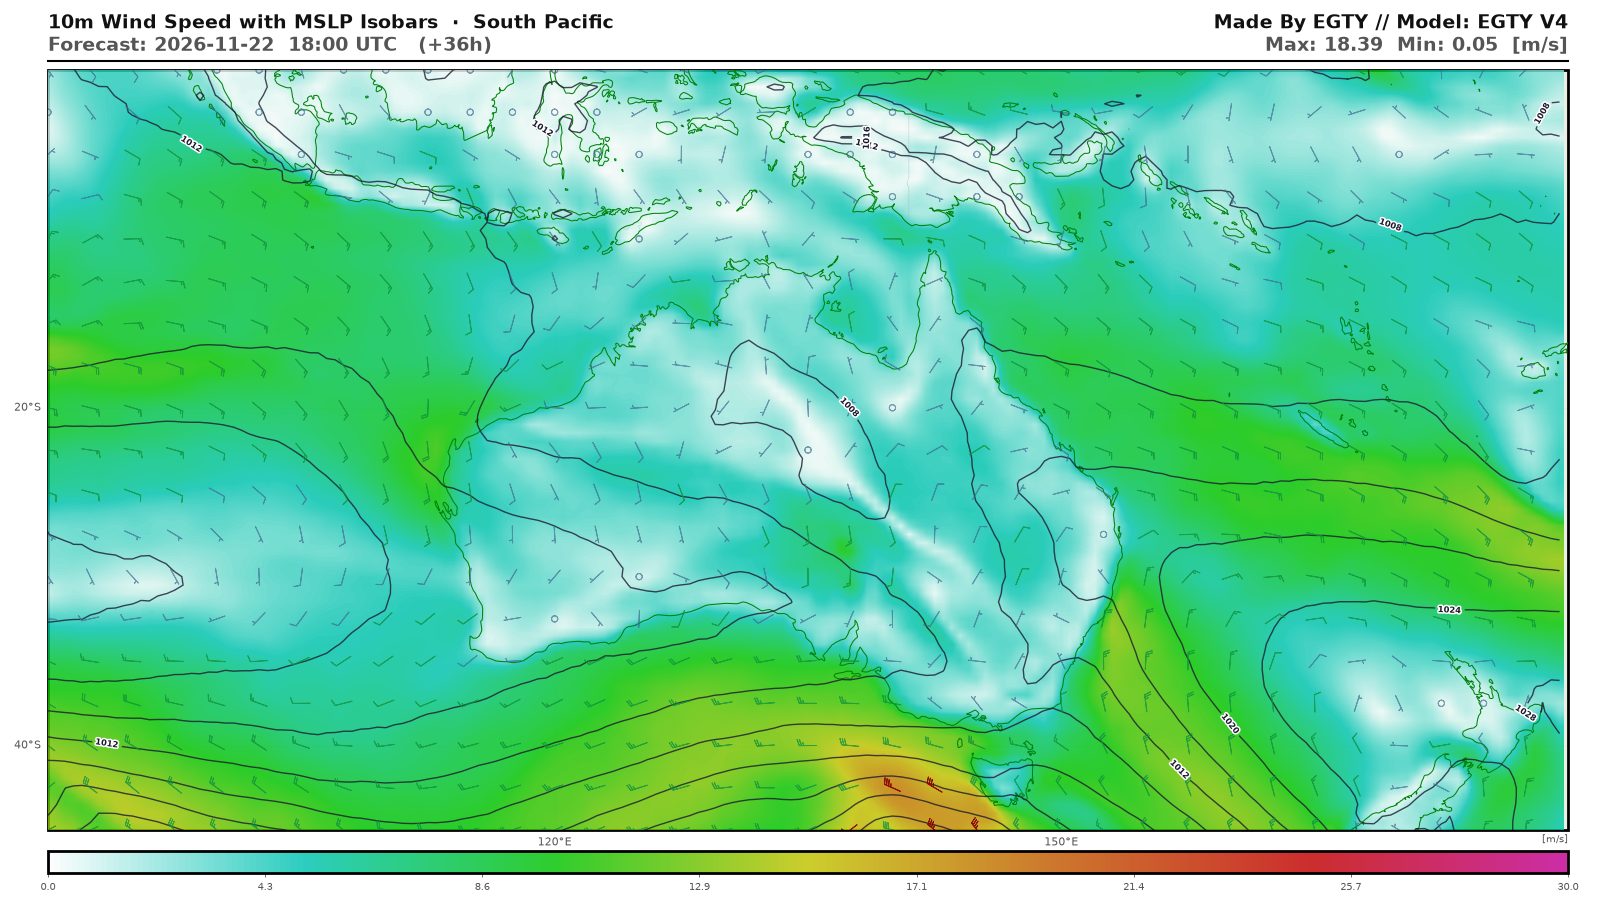 10m Wind Speed with MSLP Isobars · South Pacific
Made By EGTY // Model: EGTY V4
Forecast: 2026-11-22 18:00 UTC (+36h)
Max: 18.39 Min: 0.05 [m/s]
1008
1012
1012
1016
1008
1008
20°S
1024
1028
1020
40°S
1012
1012
120°E
150°E
[m/s]
0.0
4.3
8.6
12.9
17.1
21.4
25.7
30.0